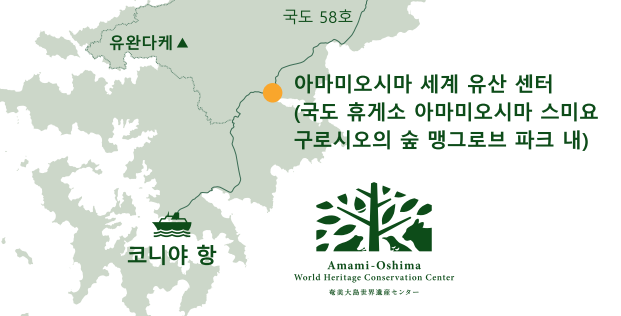 국도 58호
유완다케
아마미오시마 세계 유산 센터
(국도 휴게소 아마미오시마 스미요
구로시오의 숲 맹그로브 파크 내)
코니야 항
Amami-Oshima
World Heritage Conservation Center
奄美大島世界遺産センター